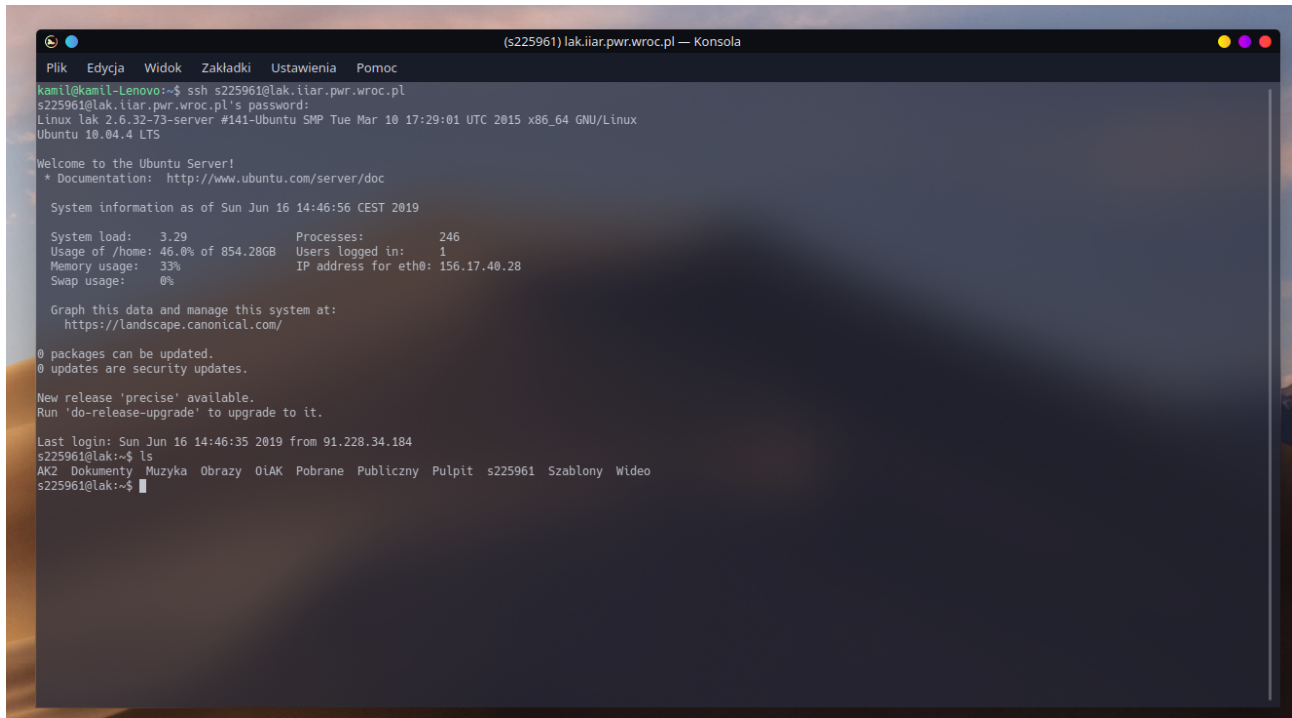 (s225961) lak.iiar.pwr.wroc.pl — Konsola
Plik Edycja Widok Zakładki Ustawienia Pomoc
kamil@kamil-Lenovo:~$ ssh s225961@lak.iiar.pwr.wroc.pl
s225961@lak.iiar.pwr.wroc.pl's password:
Linux lak 2.6.32-73-server #141-Ubuntu SMP Tue Mar 10 17:29:01 UTC 2015 x86_64 GNU/Linux
Ubuntu 10.04.4 LTS
Welcome to the Ubuntu Server!
* Documentation: http://www.ubuntu.com/server/doc
System information as of Sun Jun 16 14:46:56 CEST 2019
System load: 3.29 Processes: 246
Usage of /home: 46.0% of 854.28GB Users logged in: 1
Memory usage: 33% IP address for eth0: 156.17.40.28
Swap usage: 0%
Graph this data and manage this system at:
https://landscape.canonical.com/
0 packages can be updated.
0 updates are security updates.
New release 'precise' available.
Run 'do-release-upgrade' to upgrade to it.
Last login: Sun Jun 16 14:46:35 2019 from 91.228.34.184
s225961@lak:~$ ls
AK2 Dokumenty Muzyka Obrazy OiAK Pobrane Publiczny Pulpit s225961 Szablony Wideo
s225961@lak:~$